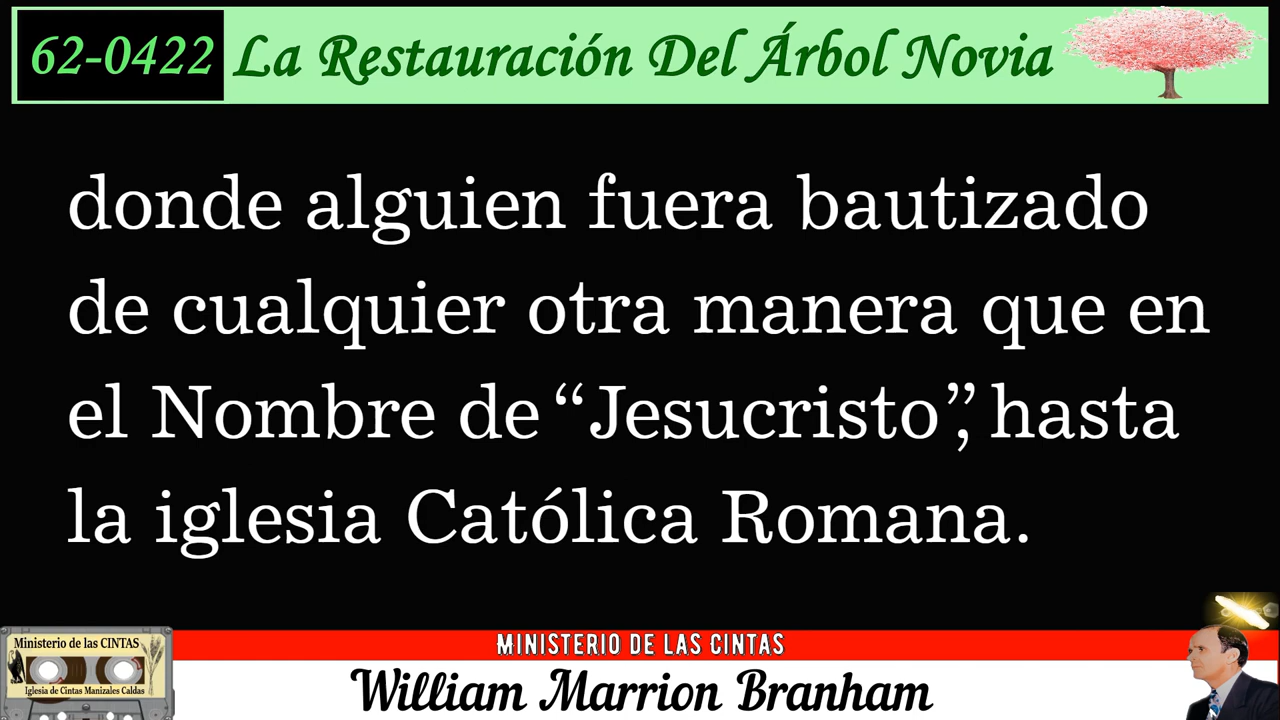 62-0422 La Restauración Del Árbol Novia
donde alguien fuera bautizado
de cualquier otra manera que en
el Nombre de “Jesucristo”, hasta
la iglesia Católica Romana.
Ministerio de las CINTAS
Iglesia de Cintas Manizales Caldas
MINISTERIO DE LAS CINTAS
William Marrion Branham